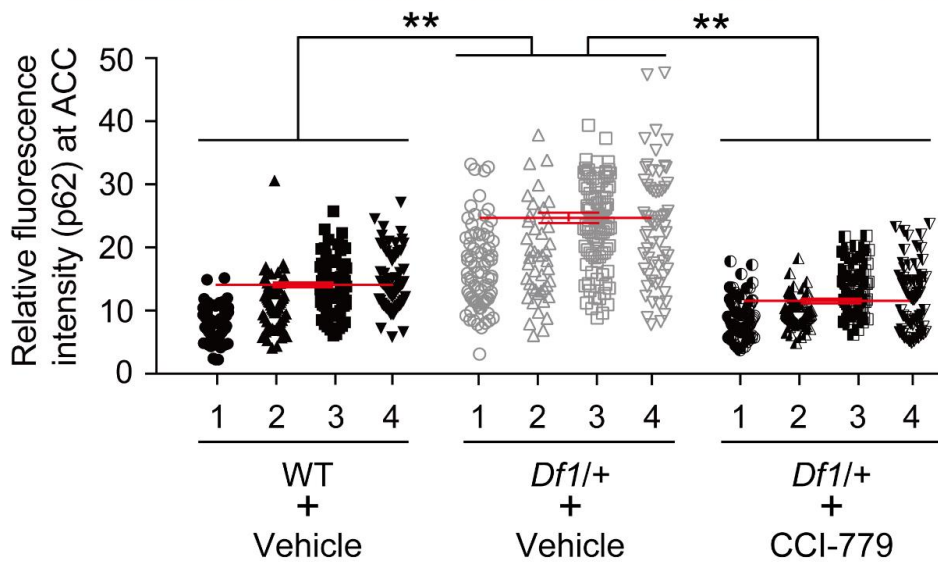 ** **
Relative fluorescence
intensity (p62) at ACC
50
40
30
20
10
0
1 2 3 4 1 2 3 4 1 2 3 4
WT Df1/+ Df1/+
+ + +
Vehicle Vehicle CCI-779